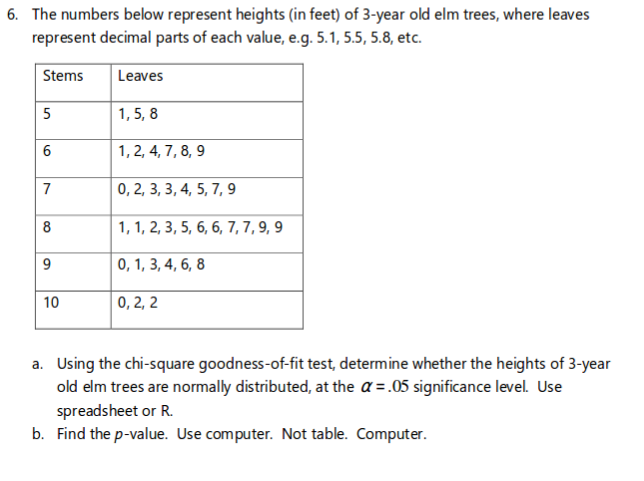 6. The numbers below represent heights (in feet) of 3-year old elm trees, where leaves
represent decimal parts of each value, e.g. 5.1, 5.5, 5.8, etc.
Stems Leaves
5 1, 5, 8
6 1, 2, 4, 7, 8, 9
7 0, 2, 3, 3, 4, 5, 7, 9
8 1, 1, 2, 3, 5, 6, 6, 7, 7, 9, 9
9 0, 1, 3, 4, 6, 8
10 0, 2, 2
a. Using the chi-square goodness-of-fit test, determine whether the heights of 3-year
old elm trees are normally distributed, at the α = .05 significance level. Use
spreadsheet or R.
b. Find the p-value. Use computer. Not table. Computer.